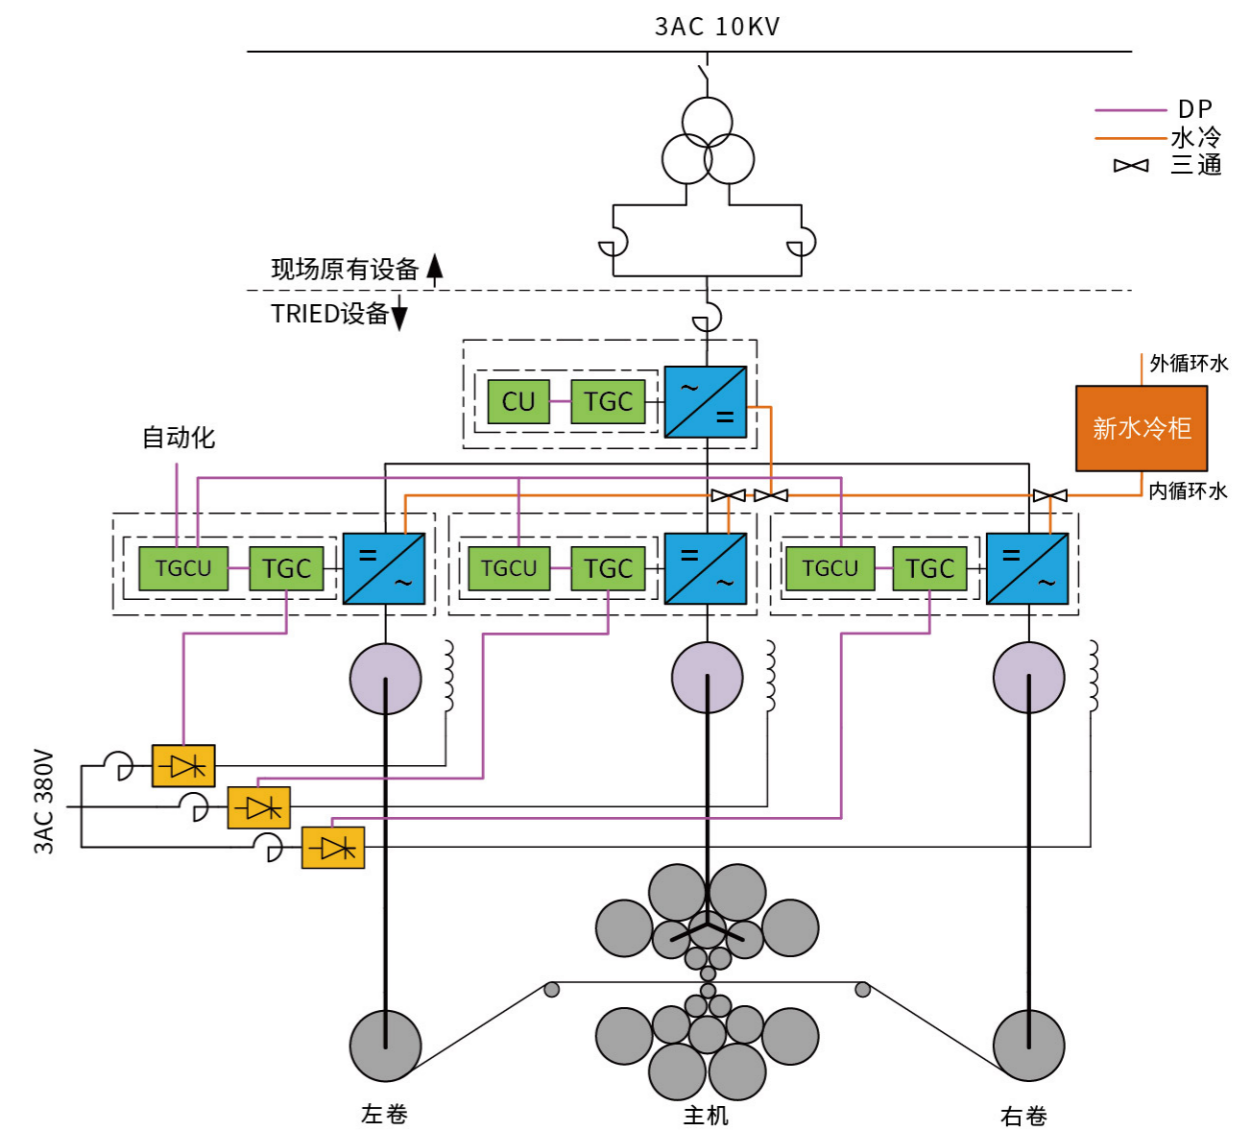 3AC 10KV
DP
水冷
三通
现场原有设备
TRIED设备
外循环水
CU
TGC
新水冷柜
自动化
内循环水
TGCU
TGC
TGCU
TGC
TGCU
TGC
3AC 380V
左卷
主机
右卷